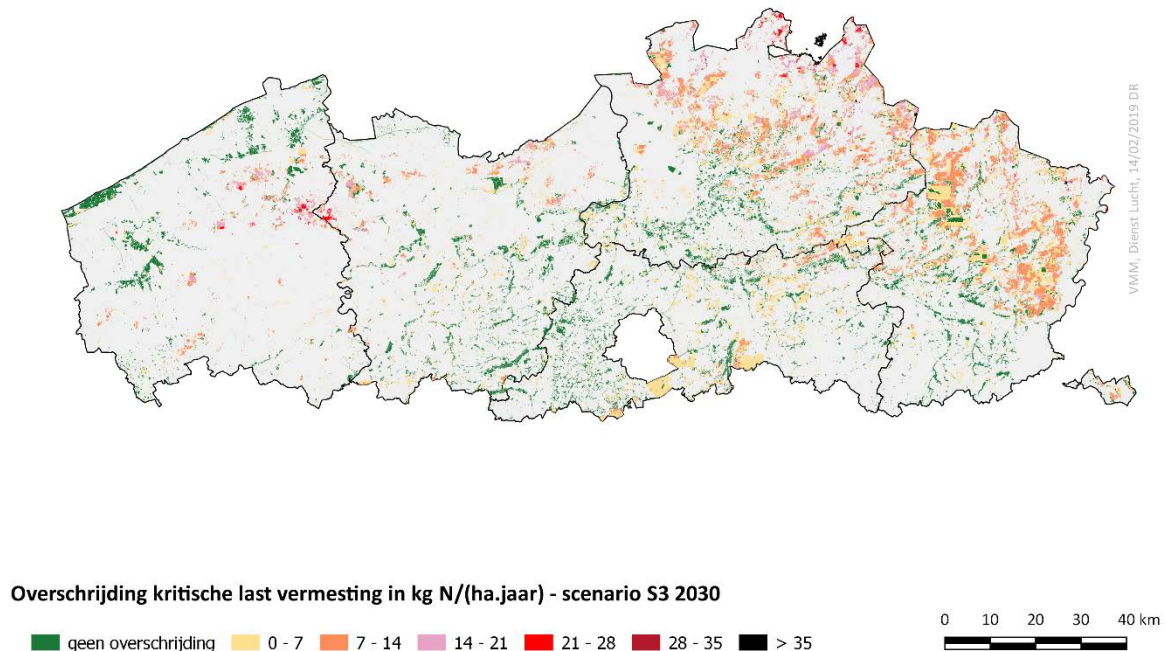 VMM, Dienst Lucht, 14/02/2019 DR
Overschrijding kritische last vermesting in kg N/(ha.jaar) - scenario S3 2030
geen overschrijding 0 - 7 7 - 14 14 - 21 21 - 28 28 - 35 > 35
0 10 20 30 40 km